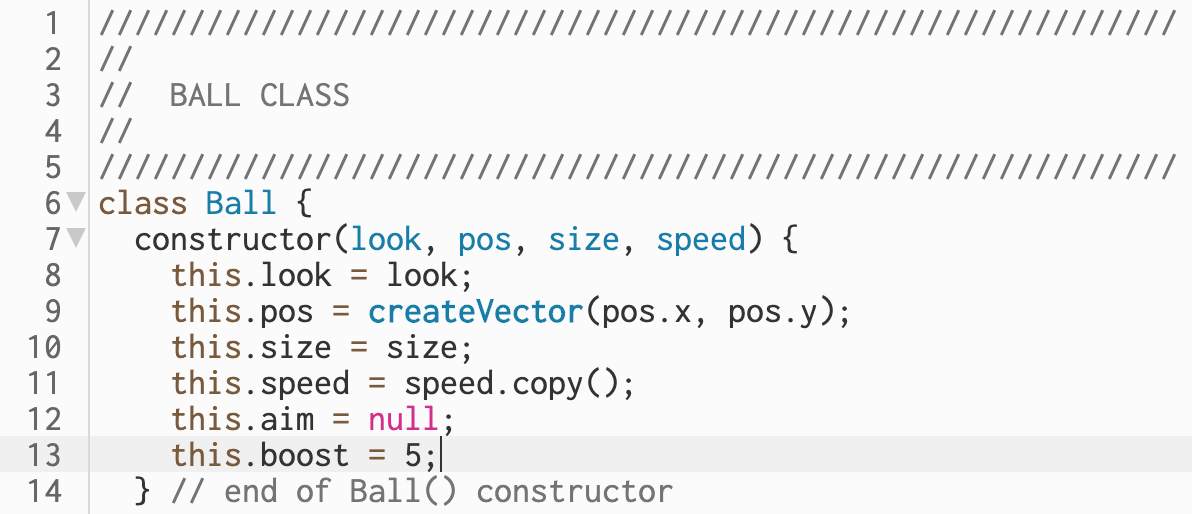 1 ////////////////////////////////////////////////////////////
2 //
3 //  BALL CLASS
4 //
5 ////////////////////////////////////////////////////////////
6 class Ball {
7   constructor(look, pos, size, speed) {
8     this.look = look;
9     this.pos = createVector(pos.x, pos.y);
10     this.size = size;
11     this.speed = speed.copy();
12     this.aim = null;
13     this.boost = 5;
14   } // end of Ball() constructor